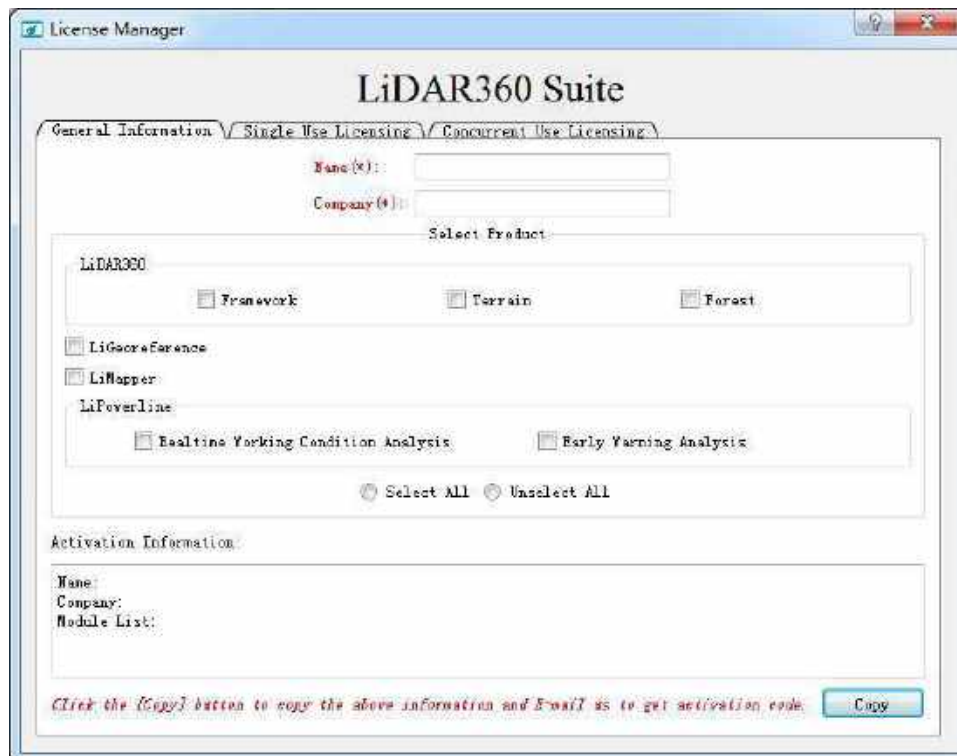 License Manager
LiDAR360 Suite
General Information Single Use Licensing Concurrent Use Licensing
Name(*):
Company(*):
Select Product
LiDAR360
Framework Terrain Forest
LiGeoreference
LiMapper
LiPowerline
Realtime Working Condition Analysis Early Warning Analysis
Select All Unselect All
Activation Information:
Name:
Company:
Module List:
Click the [Copy] button to copy the above information and E-mail us to get activation code. Copy